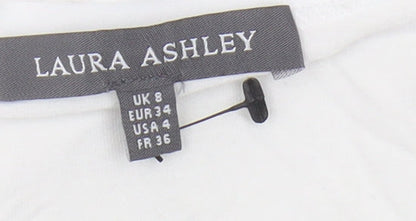 LAURA ASHLEY
UK 8
EUR 34
USA 4
FR 36